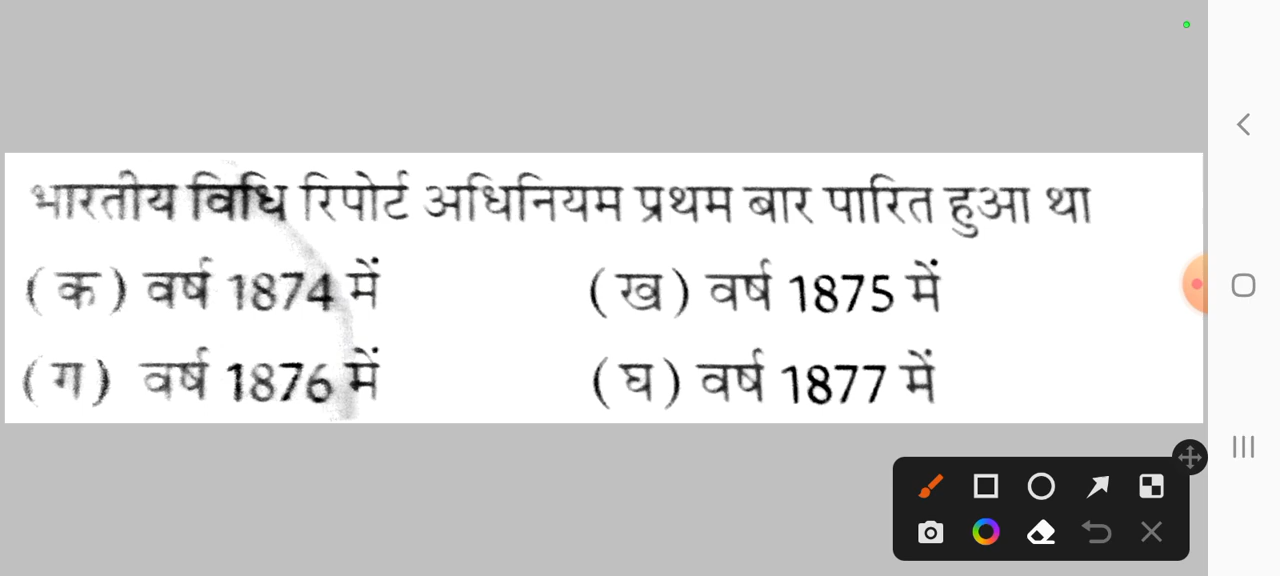 भारतीय विधि रिपोर्ट अधिनियम प्रथम बार पारित हुआ था
(क) वर्ष 1874 में (ख) वर्ष 1875 में
(ग) वर्ष 1876 में (घ) वर्ष 1877 में